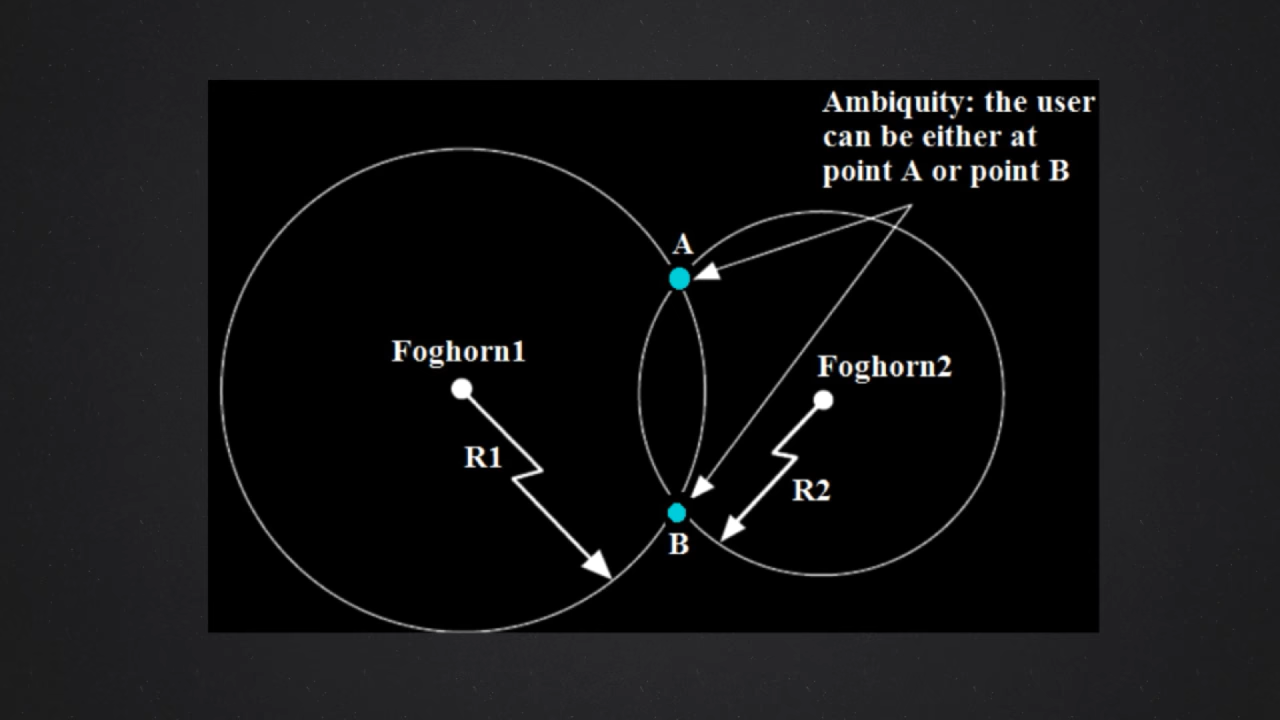 Ambiquity: the user
can be either at
point A or point B
A
Foghorn1
Foghorn2
R1
R2
B